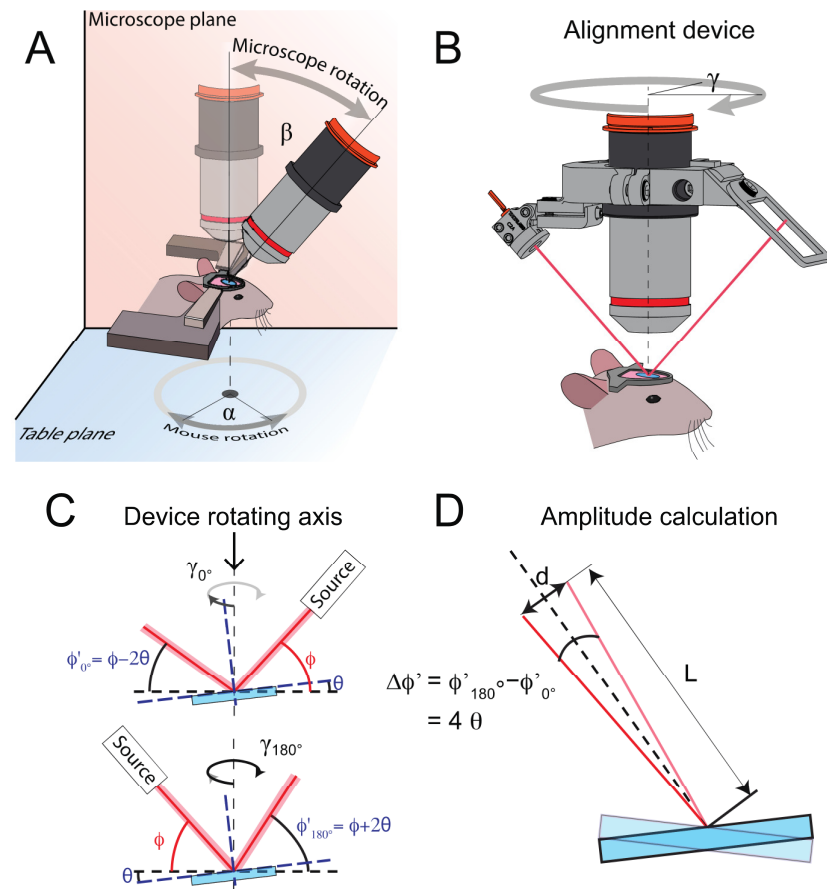 A
Microscope plane
Microscope rotation
β
α
Mouse rotation
Table plane
B
Alignment device
γ
C
Device rotating axis
γ0°
Source
ϕ'0°= ϕ−2θ
ϕ
θ
Source
γ180°
ϕ
ϕ'180°= ϕ+2θ
θ
D
Amplitude calculation
d
L
Δϕ' = ϕ'180°−ϕ'0°
= 4 θ